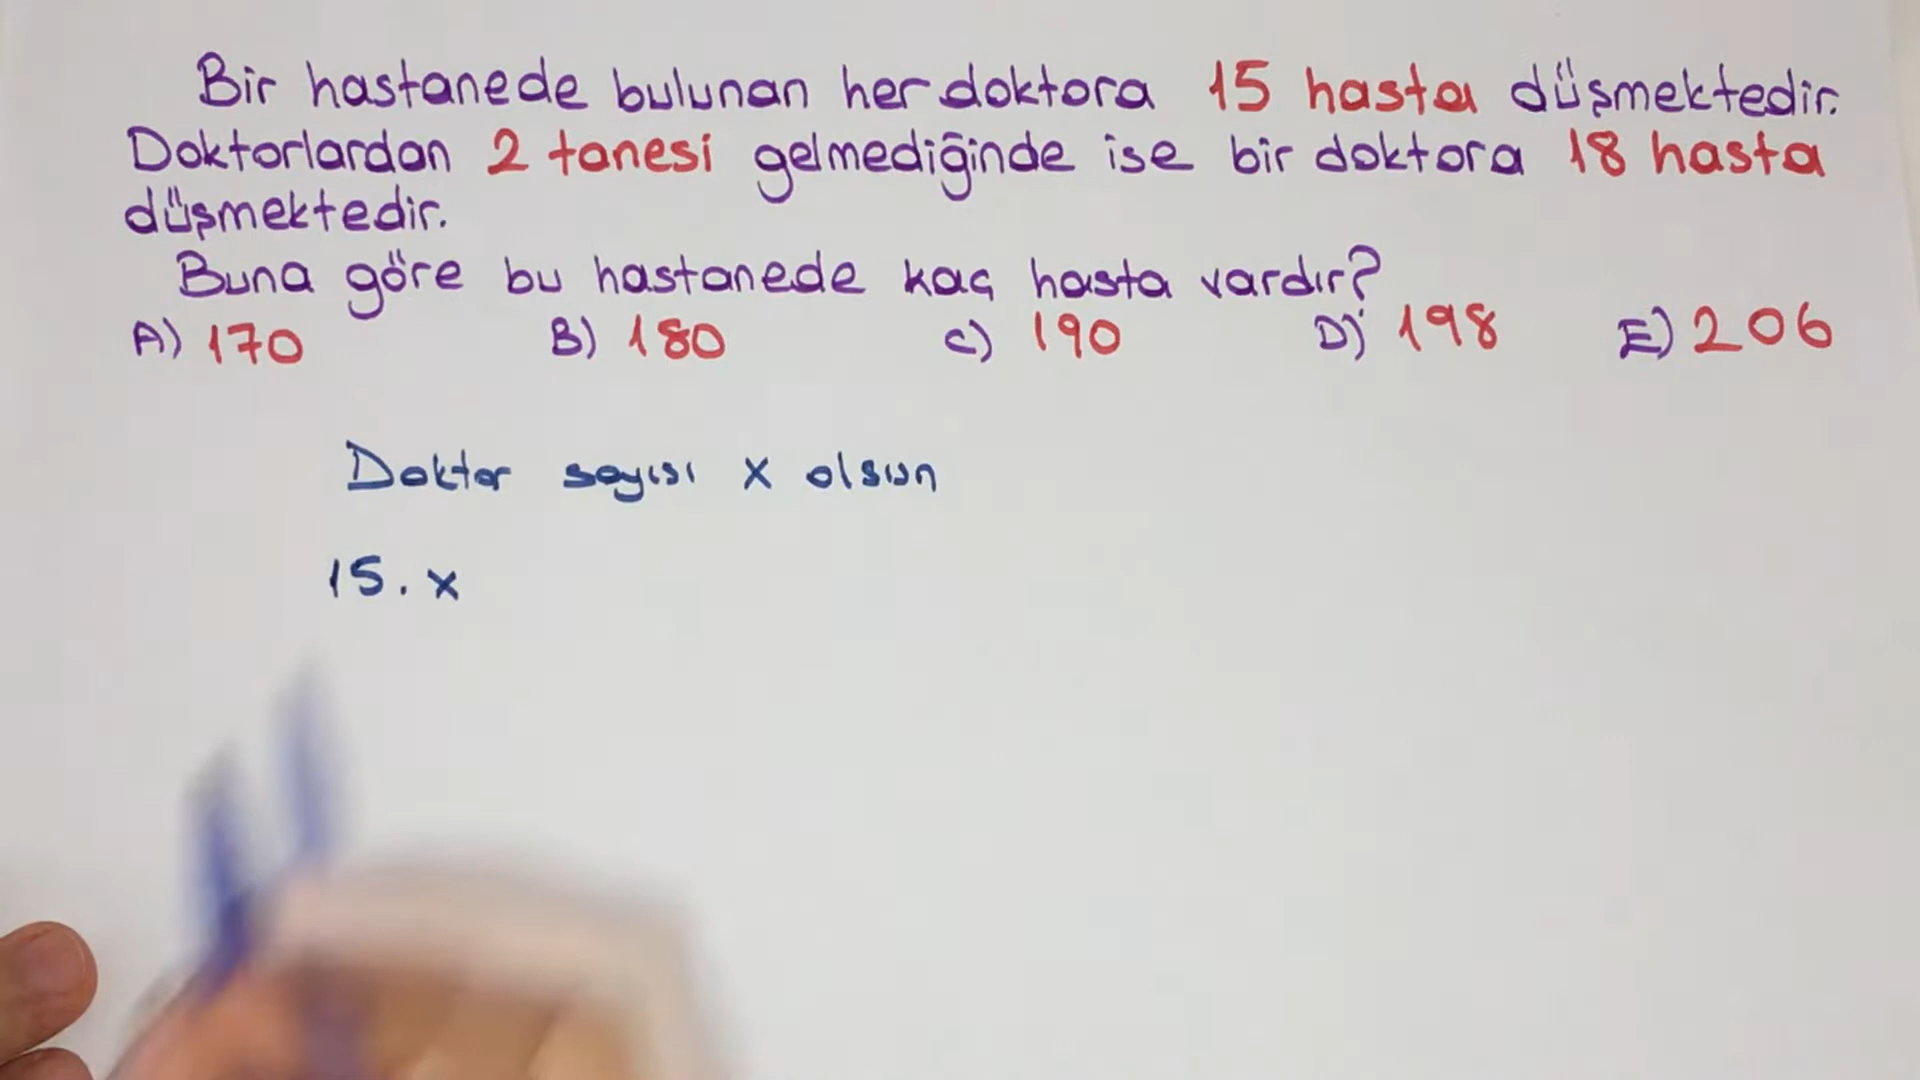 Bir hastanede bulunan her doktora 15 hasta düşmektedir.
Doktorlardan 2 tanesi gelmediğinde ise bir doktora 18 hasta
düşmektedir.
Buna göre bu hastanede kaç hasta vardır?
A) 170 B) 180 C) 190 D) 198 E) 206
Doktor sayısı x olsun
15. x